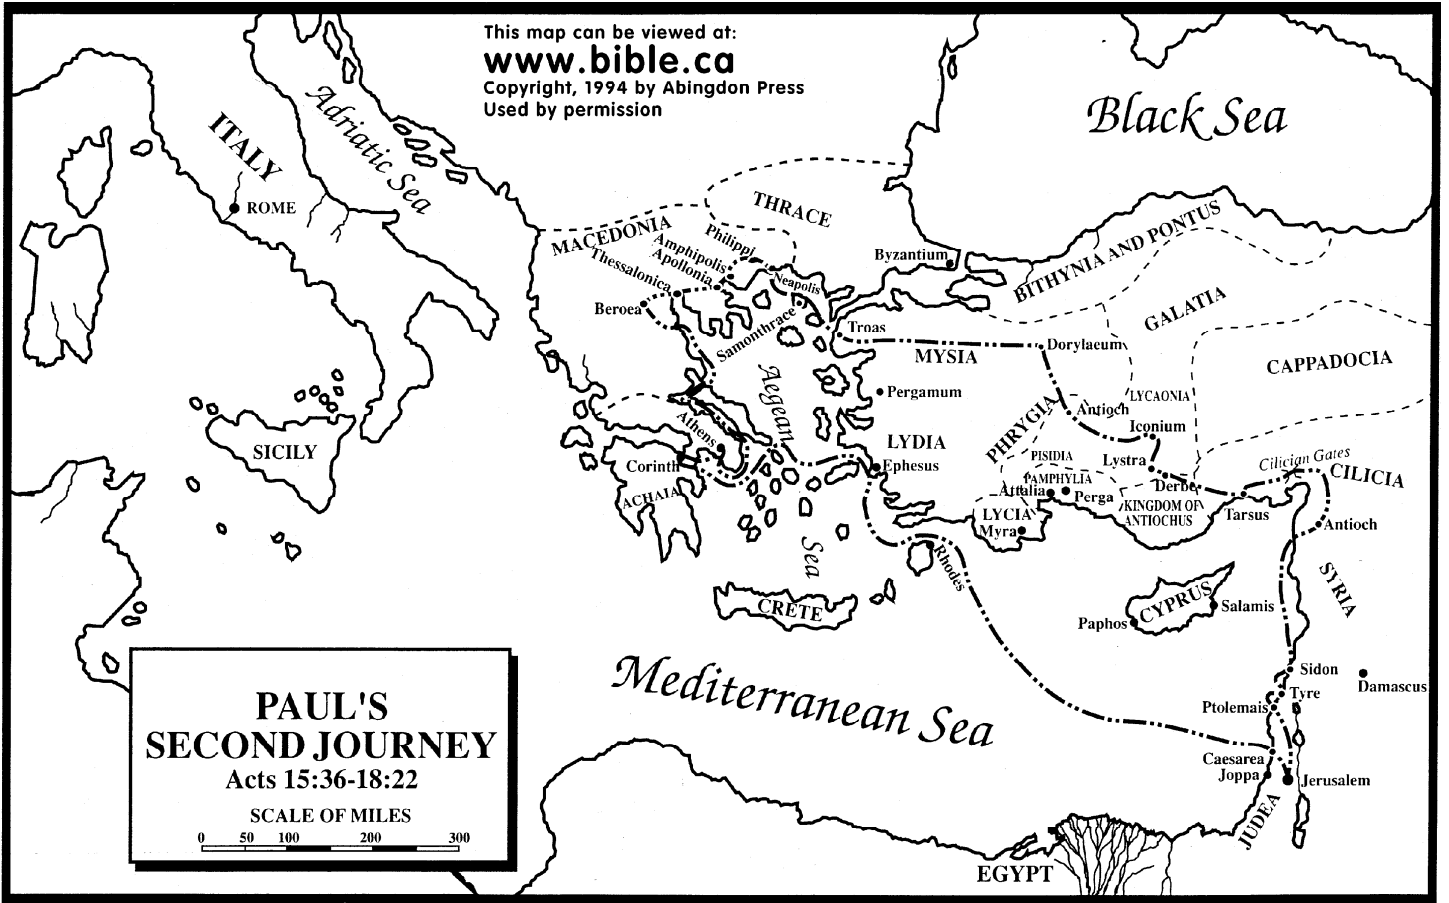 This map can be viewed at:
www.bible.ca
Copyright, 1994 by Abingdon Press
Used by permission
Black Sea
Adriatic Sea
ITALY
ROME
THRACE
MACEDONIA
Philippi
Amphipolis
Apollonia
Thessalonica
Neapolis
Beroea
Samonthrace
Byzantium
BITHYNIA AND PONTUS
GALATIA
Troas
MYSIA
Dorylaeum
CAPPADOCIA
Pergamum
Aegean
Sea
LYCAONIA
PHRYGIA
Antioch
Iconium
Athens
LYDIA
PISIDIA
Lystra
Cilician Gates
CILICIA
SICILY
Corinth
Ephesus
PAMPHYLIA
Derbe
Attalia
Perga
ACHAIA
KINGDOM OF
ANTIOCHUS
Tarsus
LYCIA
Myra
Antioch
Rhodes
SYRIA
CRETE
CYPRUS
Salamis
Paphos
Mediterranean Sea
Sidon
Damascus
Tyre
Ptolemais
Caesarea
Joppa
Jerusalem
JUDEA
EGYPT
PAUL'S
SECOND JOURNEY
Acts 15:36-18:22
SCALE OF MILES
0 50 100 200 300